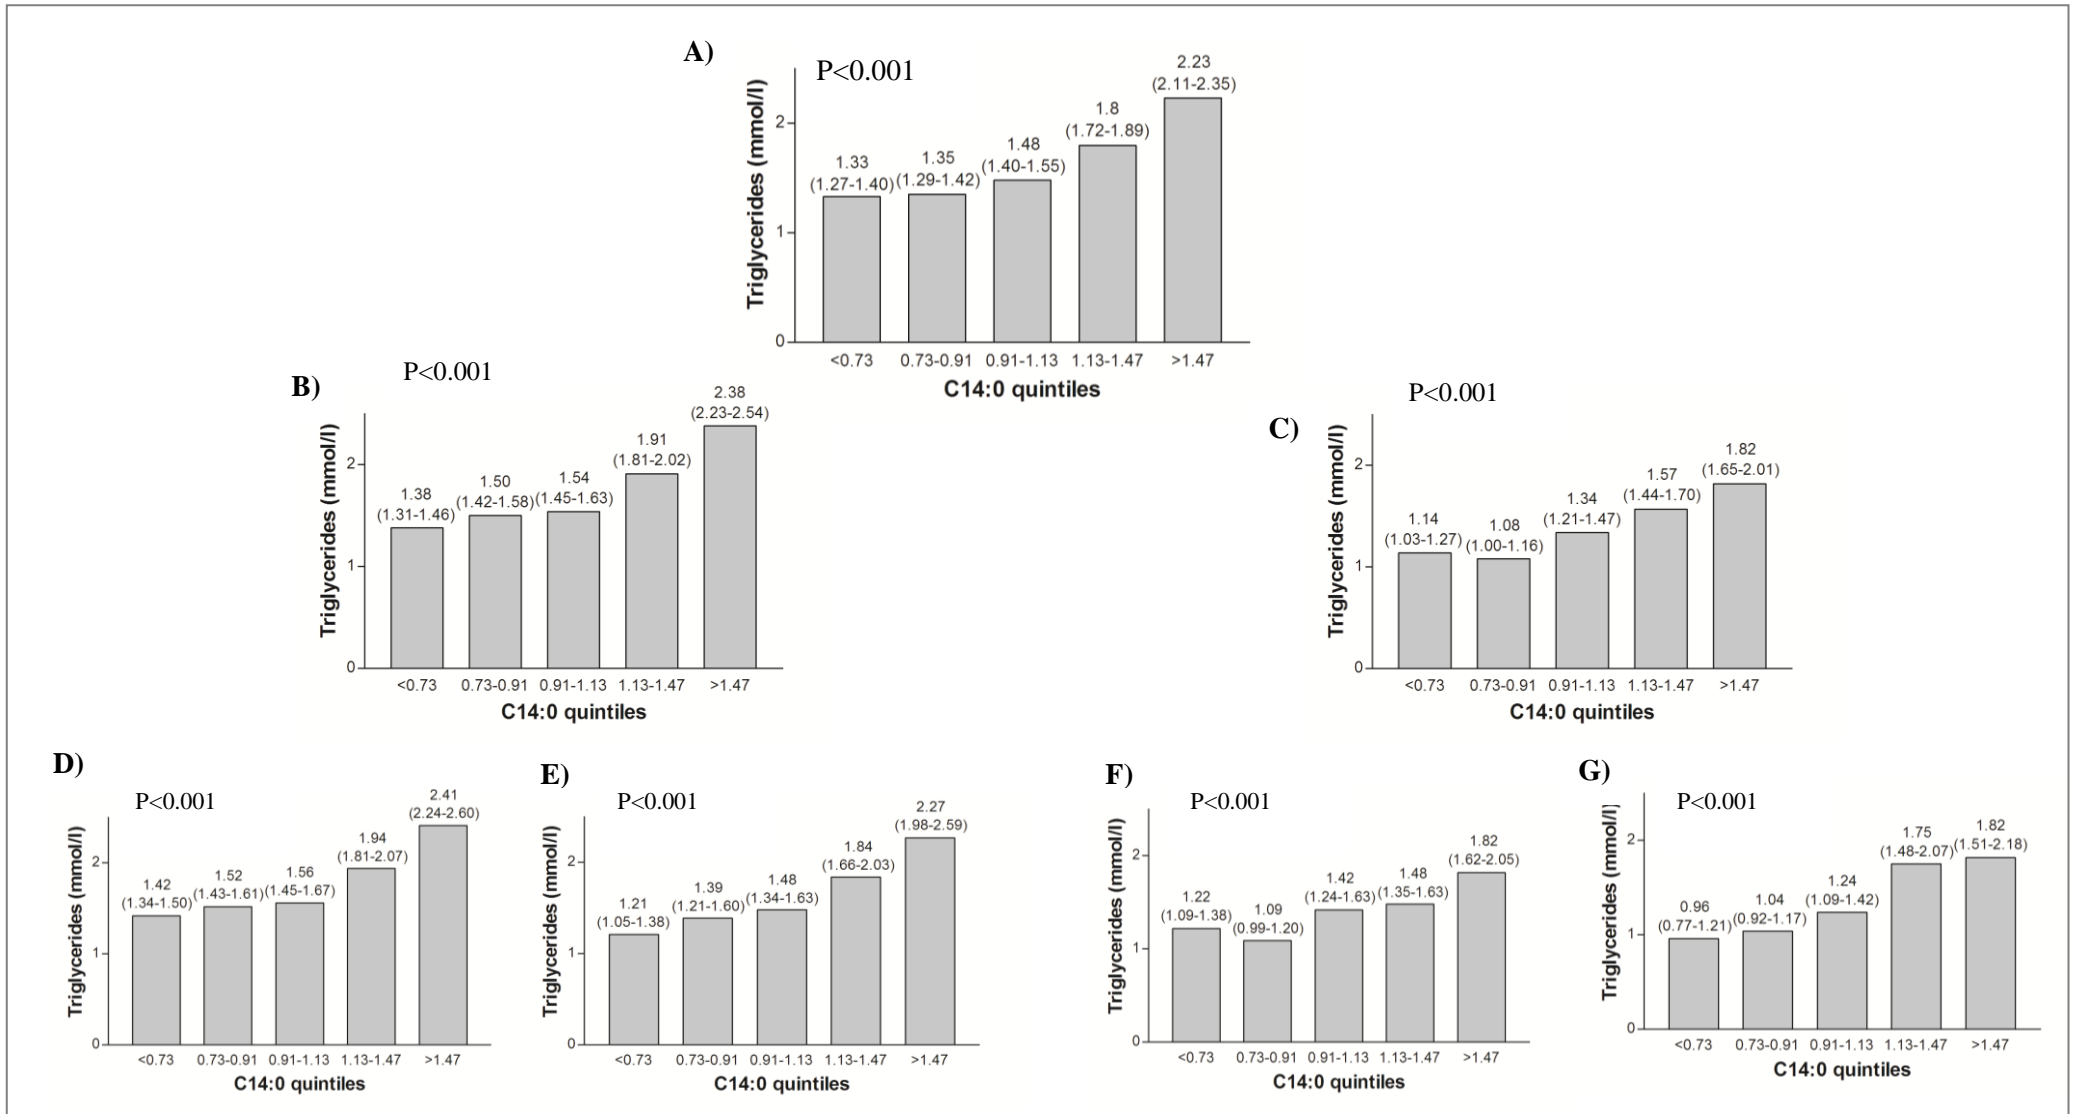 A)
P<0.001
Triglycerides (mmol/l)
2.23
(2.11-2.35)
1.8
(1.72-1.89)
1.48
(1.40-1.55)
1.35
(1.29-1.42)
1.33
(1.27-1.40)
2
1
0
<0.73 0.73-0.91 0.91-1.13 1.13-1.47 >1.47
C14:0 quintiles
B)
P<0.001
Triglycerides (mmol/l)
2.38
(2.23-2.54)
1.91
(1.81-2.02)
1.54
(1.45-1.63)
1.50
(1.42-1.58)
1.38
(1.31-1.46)
2
1
0
<0.73 0.73-0.91 0.91-1.13 1.13-1.47 >1.47
C14:0 quintiles
C)
P<0.001
Triglycerides (mmol/l)
1.82
(1.65-2.01)
1.57
(1.44-1.70)
1.34
(1.21-1.47)
1.14
(1.03-1.27)
1.08
(1.00-1.16)
2
1
0
<0.73 0.73-0.91 0.91-1.13 1.13-1.47 >1.47
C14:0 quintiles
D)
P<0.001
Triglycerides (mmol/l)
2.41
(2.24-2.60)
1.94
(1.81-2.07)
1.56
(1.45-1.67)
1.52
(1.43-1.61)
1.42
(1.34-1.50)
2
1
0
<0.73 0.73-0.91 0.91-1.13 1.13-1.47 >1.47
C14:0 quintiles
E)
P<0.001
Triglycerides (mmol/l)
2.27
(1.98-2.59)
1.84
(1.66-2.03)
1.48
(1.34-1.63)
1.39
(1.21-1.60)
1.21
(1.05-1.38)
2
1
0
<0.73 0.73-0.91 0.91-1.13 1.13-1.47 >1.47
C14:0 quintiles
F)
P<0.001
Triglycerides (mmol/l)
1.82
(1.62-2.05)
1.48
(1.35-1.63)
1.42
(1.24-1.63)
1.22
(1.09-1.38)
1.09
(0.99-1.20)
2
1
0
<0.73 0.73-0.91 0.91-1.13 1.13-1.47 >1.47
C14:0 quintiles
G)
P<0.001
Triglycerides (mmol/l)
1.82
(1.51-2.18)
1.75
(1.48-2.07)
1.24
(1.09-1.42)
1.04
(0.92-1.17)
0.96
(0.77-1.21)
2
1
0
<0.73 0.73-0.91 0.91-1.13 1.13-1.47 >1.47
C14:0 quintiles